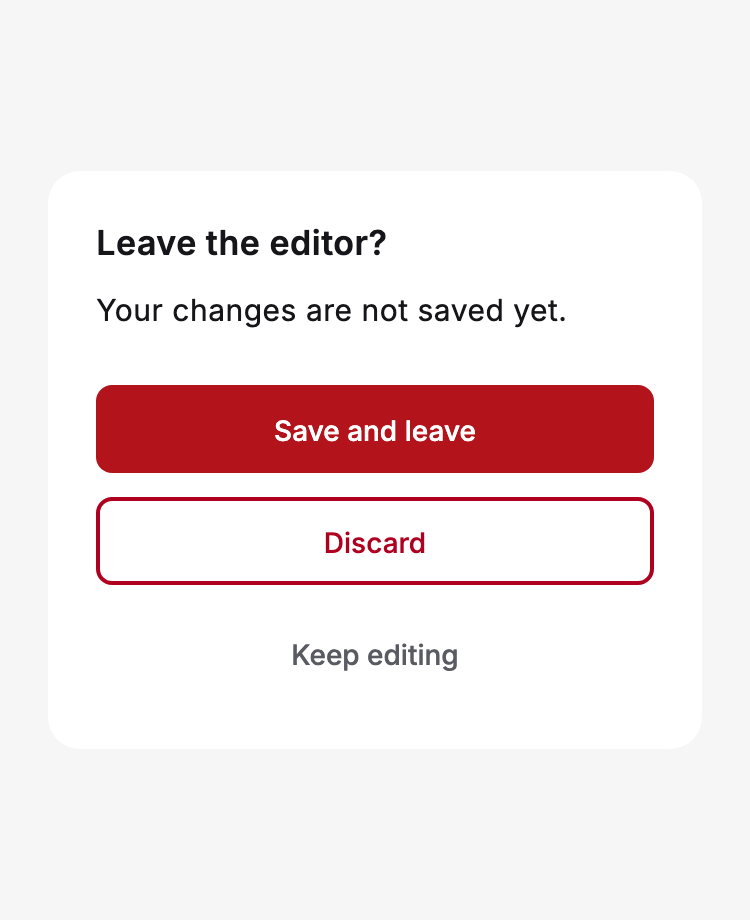 Leave the editor?
Your changes are not saved yet.
Save and leave
Discard
Keep editing